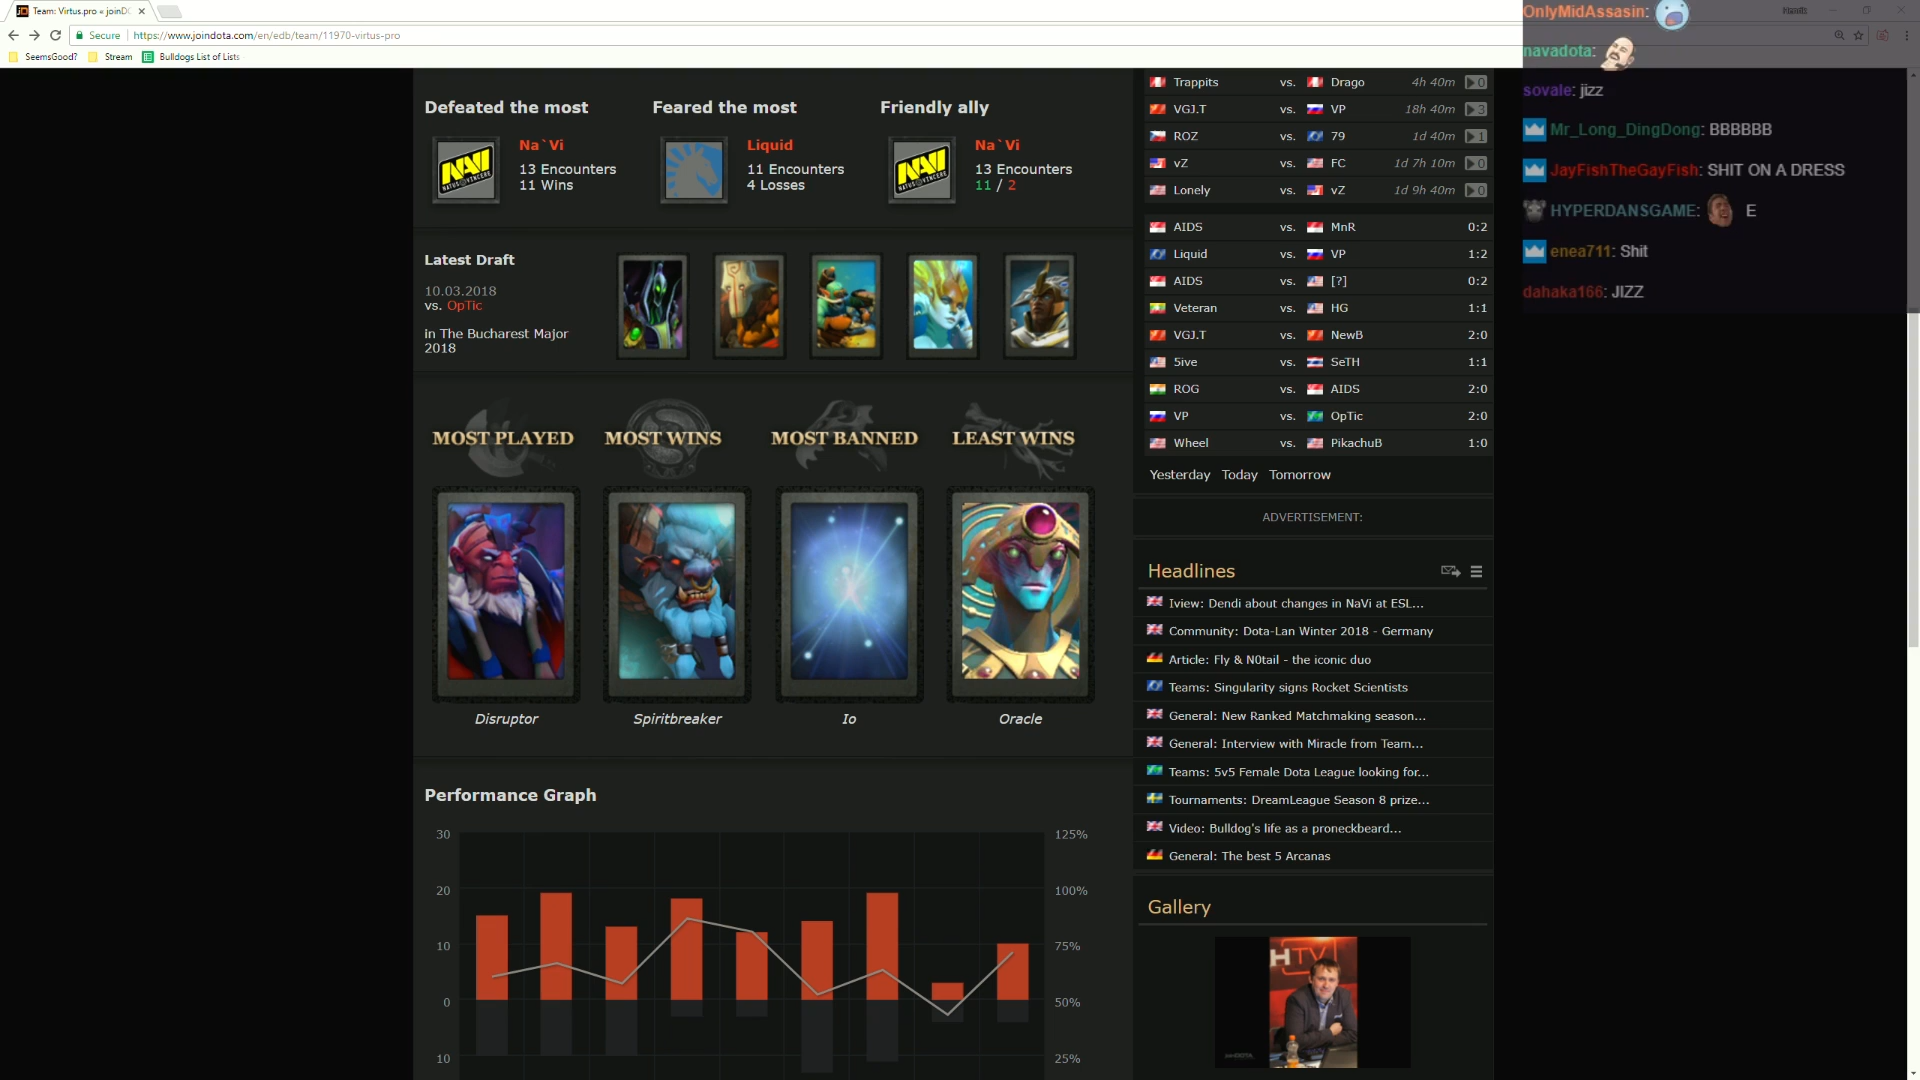 Team: Virtus.pro « joinDO
Secure
https://www.joindota.com/en/edb/team/11970-virtus-pro
SeemsGood?
Stream
Bulldogs List of Lists
Defeated the most
Na`Vi
13 Encounters
11 Wins
Feared the most
Liquid
11 Encounters
4 Losses
Friendly ally
Na`Vi
13 Encounters
11 / 2
Latest Draft
10.03.2018
vs. OpTic
in The Bucharest Major
2018
MOST PLAYED
MOST WINS
MOST BANNED
LEAST WINS
Disruptor
Spiritbreaker
Io
Oracle
Performance Graph
30
20
10
0
10
125%
100%
75%
50%
25%
Trappits vs. Drago 4h 40m 0
VGJ.T vs. VP 18h 40m 3
ROZ vs. 79 1d 40m 1
vZ vs. FC 1d 7h 10m 0
Lonely vs. vZ 1d 9h 40m 0
AIDS vs. MnR 0:2
Liquid vs. VP 1:2
AIDS vs. [?] 0:2
Veteran vs. HG 1:1
VGJ.T vs. NewB 2:0
5ive vs. SeTH 1:1
ROG vs. AIDS 2:0
VP vs. OpTic 2:0
Wheel vs. PikachuB 1:0
Yesterday Today Tomorrow
ADVERTISEMENT:
Headlines
Iview: Dendi about changes in NaVi at ESL...
Community: Dota-Lan Winter 2018 - Germany
Article: Fly & N0tail - the iconic duo
Teams: Singularity signs Rocket Scientists
General: New Ranked Matchmaking season...
General: Interview with Miracle from Team...
Teams: 5v5 Female Dota League looking for...
Tournaments: DreamLeague Season 8 prize...
Video: Bulldog's life as a proneckbeard...
General: The best 5 Arcanas
Gallery
HTV
OnlyMidAssasin:
navadota:
sovale: jizz
Mr_Long_DingDong: BBBBBB
JayFishTheGayFish: SHIT ON A DRESS
HYPERDANSGAME: E
enea711: Shit
dahaka166: JIZZ